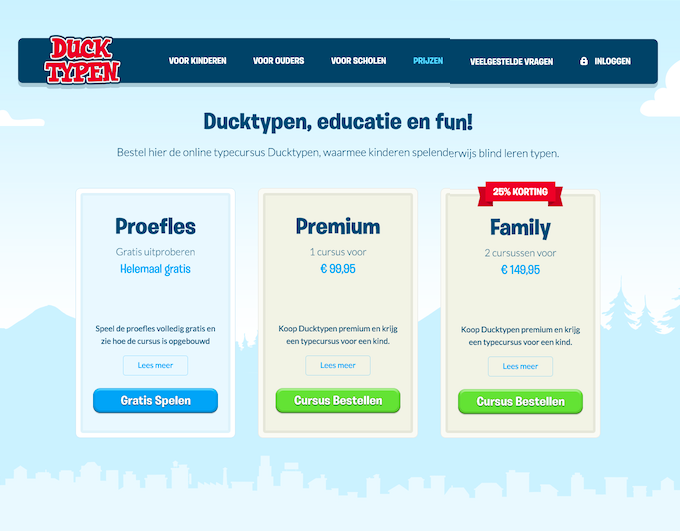 DUCK
TYPEN
VOOR KINDEREN VOOR OUDERS VOOR SCHOLEN PRIJZEN VEELGESTELDE VRAGEN INLOGGEN
Ducktypen, educatie en fun!
Bestel hier de online typecursus Ducktypen, waarmee kinderen spelenderwijs blind leren typen.
Proefles
Gratis uitproberen
Helemaal gratis
Speel de proefles volledig gratis en
zie hoe de cursus is opgebouwd
Lees meer
Gratis Spelen
Premium
1 cursus voor
€ 99,95
Koop Ducktypen premium en krijg
een typecursus voor een kind.
Lees meer
Cursus Bestellen
25% KORTING
Family
2 cursussen voor
€ 149,95
Koop Ducktypen premium en krijg
een typecursus voor een kind.
Lees meer
Cursus Bestellen